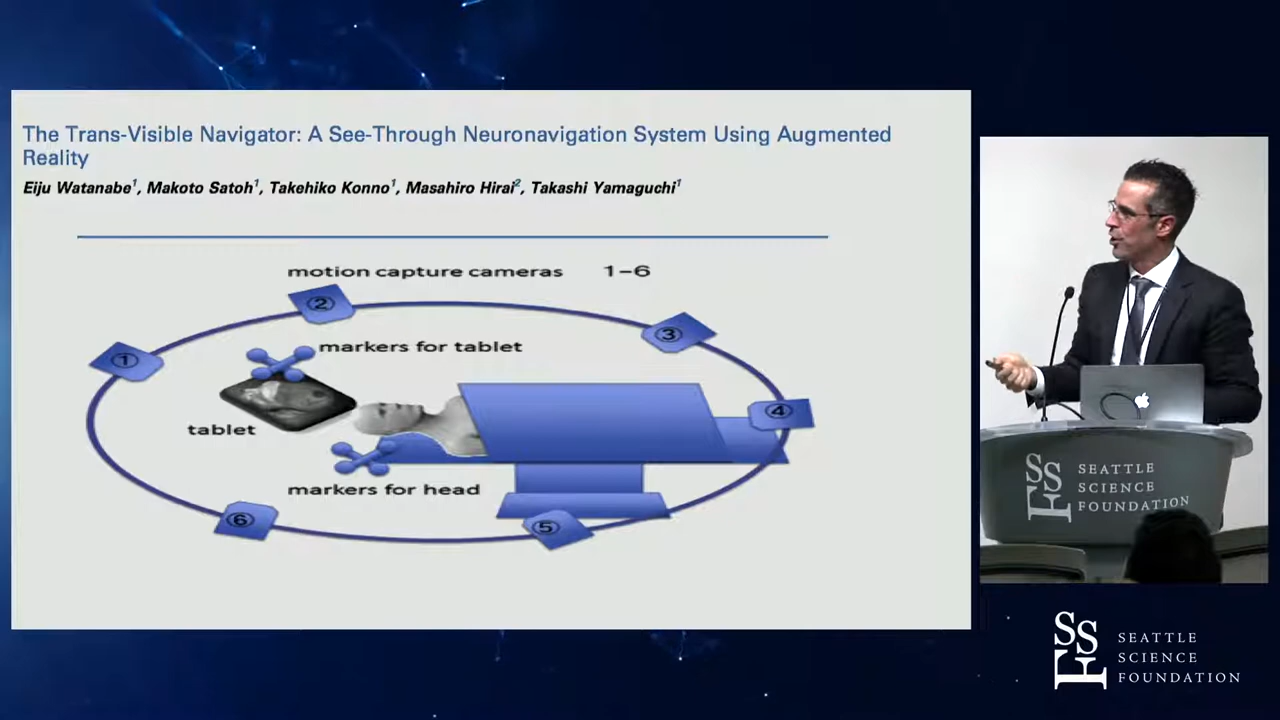 The Trans-Visible Navigator: A See-Through Neuronavigation System Using Augmented
Reality
Eiju Watanabe1, Makoto Satoh1, Takehiko Konno1, Masahiro Hirai2, Takashi Yamaguchi1
motion capture cameras 1-6
②
③
①
markers for tablet
④
tablet
markers for head
⑥
⑤
SSF
SEATTLE
SCIENCE
FOUNDATION
SSF
SEATTLE
SCIENCE
FOUNDATION